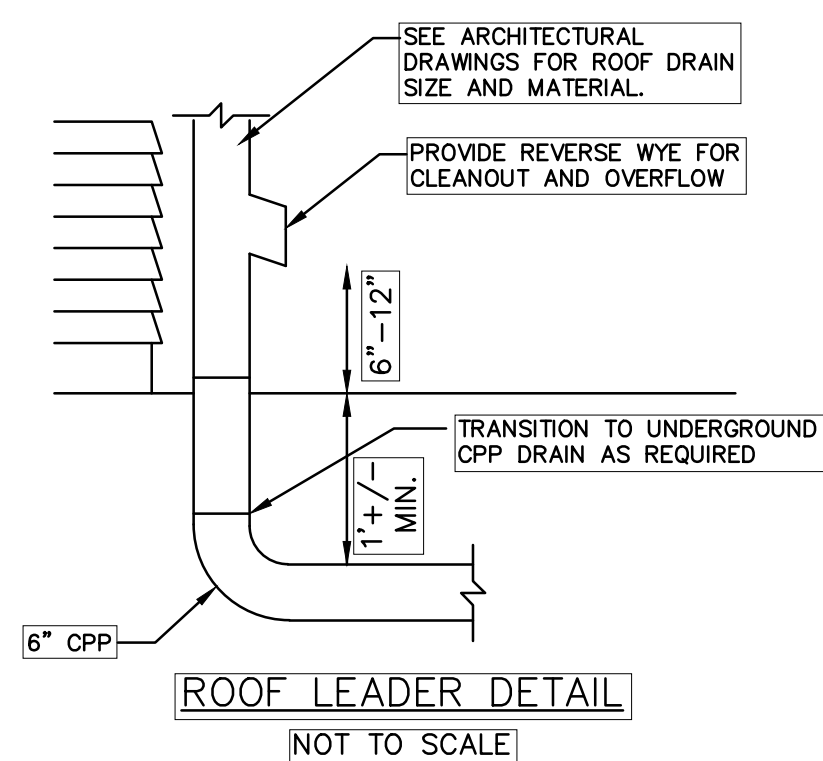 SEE ARCHITECTURAL
DRAWINGS FOR ROOF DRAIN
SIZE AND MATERIAL.
PROVIDE REVERSE WYE FOR
CLEANOUT AND OVERFLOW
6"-12"
TRANSITION TO UNDERGROUND
CPP DRAIN AS REQUIRED
1'+/-
MIN.
6" CPP
ROOF LEADER DETAIL
NOT TO SCALE